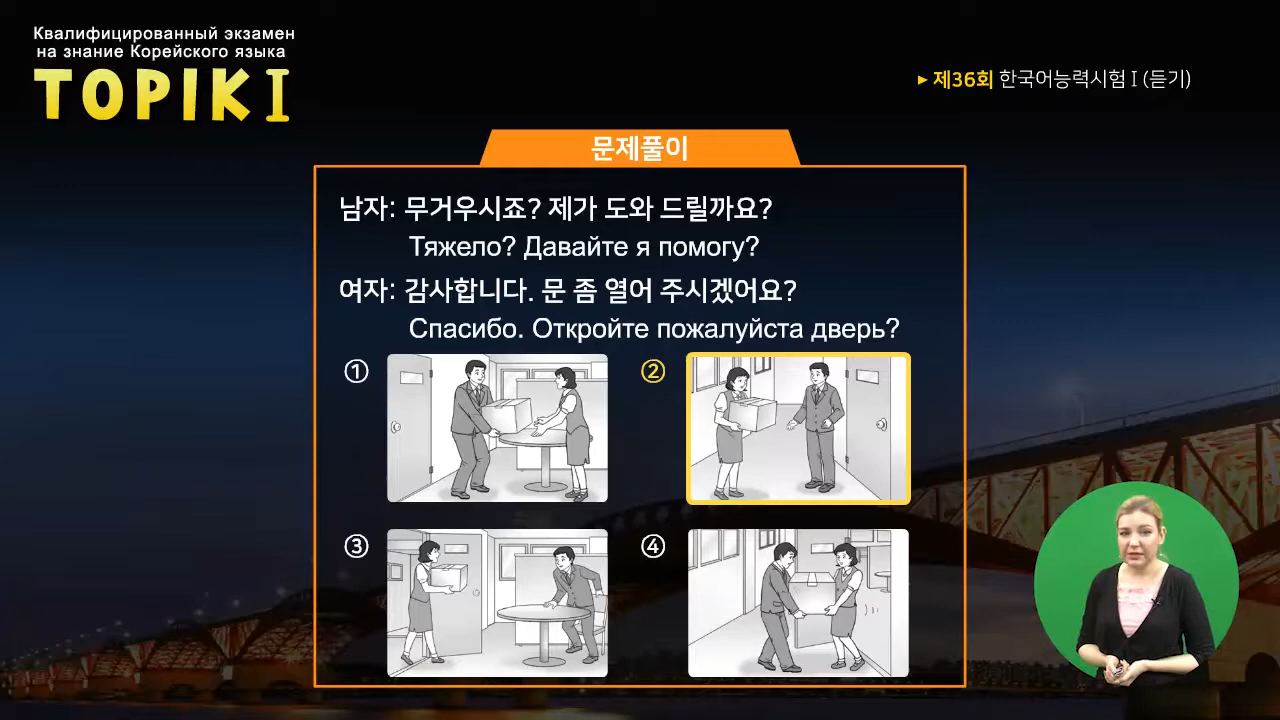 Квалифицированный экзамен
на знание Корейского языка
TOPIK I
▸ 제36회 한국어능력시험 I (듣기)
문제풀이
남자: 무거우시죠? 제가 도와 드릴까요?
Тяжело? Давайте я помогу?
여자: 감사합니다. 문 좀 열어 주시겠어요?
Спасибо. Откройте пожалуйста дверь?
① ②
③ ④